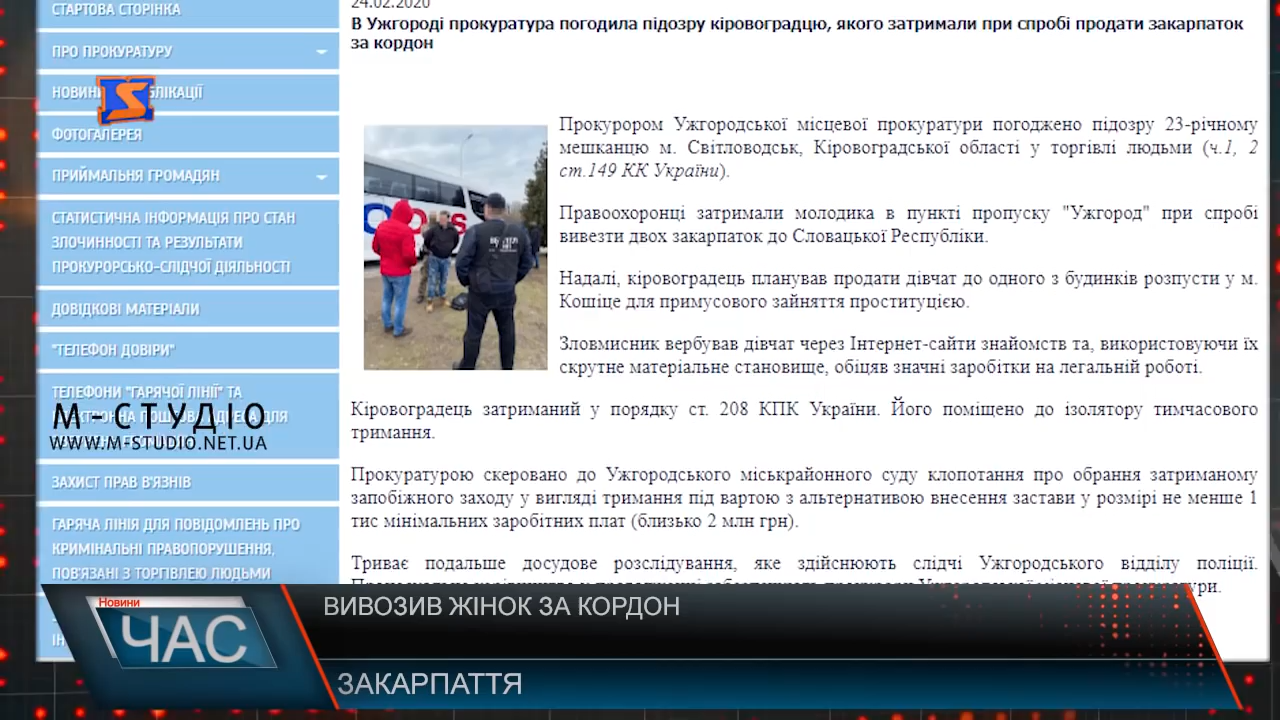 СТАРТОВА СТОРІНКА
ПРО ПРОКУРАТУРУ
ФОТОГАЛЕРЕЯ
ПРИЙМАЛЬНЯ ГРОМАДЯН
СТАТИСТИЧНА ІНФОРМАЦІЯ ПРО СТАН
ЗЛОЧИННОСТІ ТА РЕЗУЛЬТАТИ
ПРОКУРОРСЬКО-СЛІДЧОЇ ДІЯЛЬНОСТІ
ДОВІДКОВІ МАТЕРІАЛИ
"ТЕЛЕФОН ДОВІРИ"
ТЕЛЕФОНИ "ГАРЯЧОЇ ЛІНІЇ" ТА
М-СТУДІО
WWW.M-STUDIO.NET.UA
ЗАХИСТ ПРАВ В'ЯЗНІВ
ГАРЯЧА ЛІНІЯ ДЛЯ ПОВІДОМЛЕНЬ ПРО
КРИМІНАЛЬНІ ПРАВОПОРУШЕННЯ,
ПОВ'ЯЗАНІ З ТОРГІВЛЕЮ ЛЮДЬМИ
24.02.2020
В Ужгороді прокуратура погодила підозру кіровоградцю, якого затримали при спробі продати закарпаток
за кордон
Прокурором Ужгородської місцевої прокуратури погоджено підозру 23-річному
мешканцю м. Світловодськ, Кіровоградської області у торгівлі людьми (ч.1, 2
ст.149 КК України).
Правоохоронці затримали молодика в пункті пропуску "Ужгород" при спробі
вивезти двох закарпаток до Словацької Республіки.
Надалі, кіровоградець планував продати дівчат до одного з будинків розпусти у м.
Кошіце для примусового зайняття проституцією.
Зловмисник вербував дівчат через Інтернет-сайти знайомств та, використовуючи їх
скрутне матеріальне становище, обіцяв значні заробітки на легальній роботі.
Кіровоградець затриманий у порядку ст. 208 КПК України. Його поміщено до ізолятору тимчасового
тримання.
Прокуратурою скеровано до Ужгородського міськрайонного суду клопотання про обрання затриманому
запобіжного заходу у вигляді тримання під вартою з альтернативою внесення застави у розмірі не менше 1
тис мінімальних заробітних плат (близько 2 млн грн).
Триває подальше досудове розслідування, яке здійснюють слідчі Ужгородського відділу поліції.
Новини
ЧАС
ВИВОЗИВ ЖІНОК ЗА КОРДОН
ЗАКАРПАТТЯ